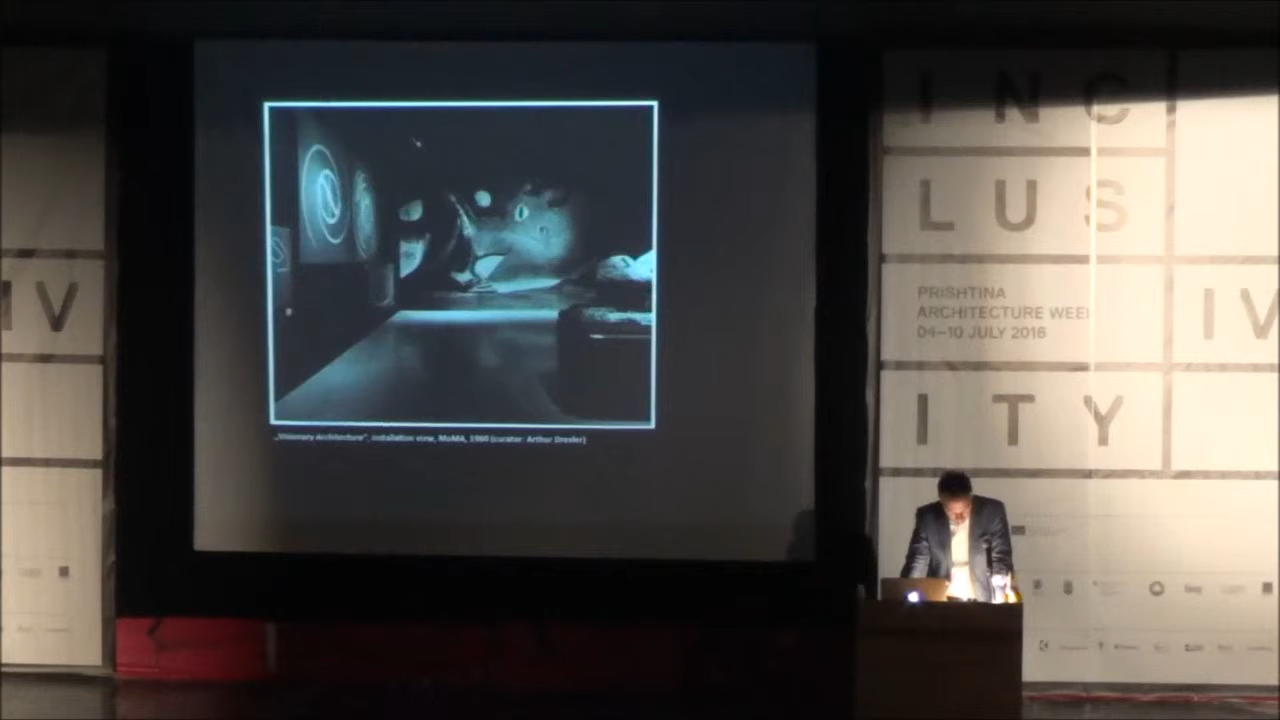 IV
„Visionary Architecture", installation view, MoMA, 1960 (curator: Arthur Drexler)
INC
LUS
PRISHTINA
ARCHITECTURE WEEK
04–10 JULY 2016
IV
ITY